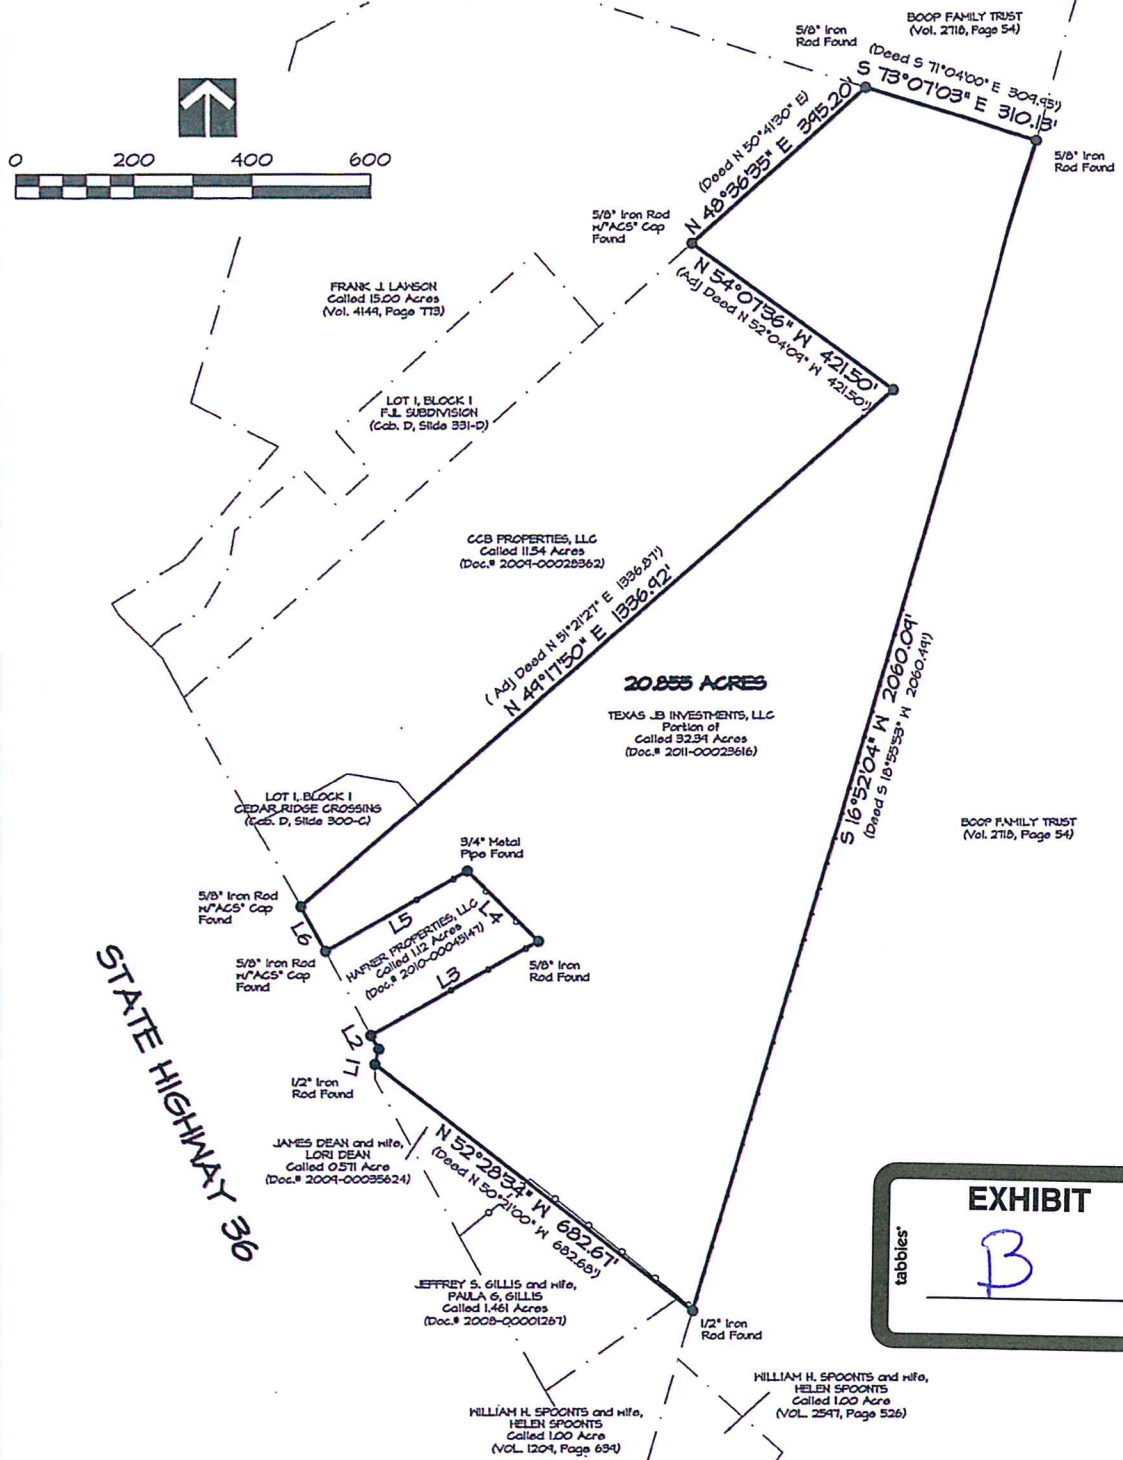 BOOP FAMILY TRUST
(Vol. 2718, Page 54)
5/8" Iron
Rod Found
(Deed S 71°04'00" E 309.95')
S 73°07'03" E 310.13'
5/8" Iron
Rod Found
0 200 400 600
(Deed N 50°41'30" E)
N 48°36'35" E 395.20'
5/8" Iron Rod
w/"ACS" Cap
Found
N 54°07'36" W 421.50'
(Adj Deed N 52°04'09" W 421.50')
FRANK J. LAWSON
Called 15.00 Acres
(Vol. 4149, Page 773)
LOT 1, BLOCK 1
FJL SUBDIVISION
(Cab. D, Slide 331-D)
CCB PROPERTIES, LLC
Called 11.54 Acres
(Doc.# 2009-00028362)
(Adj Deed N 51°21'27" E 1336.87')
N 49°17'50" E 1336.92'
20.855 ACRES
TEXAS JB INVESTMENTS, LLC
Portion of
Called 32.39 Acres
(Doc.# 2011-00023616)
S 16°52'04" W 2060.09'
(Deed S 18°55'53" W 2060.49')
BOOP FAMILY TRUST
(Vol. 2718, Page 54)
LOT 1, BLOCK 1
CEDAR RIDGE CROSSING
(Cab. D, Slide 300-C)
3/4" Metal
Pipe Found
5/8" Iron Rod
w/"ACS" Cap
Found
L6
L5
L4
HAFNER PROPERTIES, LLC
Called 1.12 Acres
(Doc.# 2010-00045147)
L3
5/8" Iron Rod
w/"ACS" Cap
Found
5/8" Iron
Rod Found
STATE HIGHWAY 36
L2
L1
1/2" Iron
Rod Found
N 52°28'34" W 682.67'
(Deed N 50°21'00" W 682.68')
JAMES DEAN and wife,
LORI DEAN
Called 0.571 Acre
(Doc.# 2009-00035624)
JEFFREY S. GILLIS and wife,
PAULA G. GILLIS
Called 1.461 Acres
(Doc.# 2008-00001267)
1/2" Iron
Rod Found
EXHIBIT
tabbies'
B
WILLIAM H. SPOONTS and wife,
HELEN SPOONTS
Called 1.00 Acre
(VOL. 2597, Page 526)
WILLIAM H. SPOONTS and wife,
HELEN SPOONTS
Called 1.00 Acre
(VOL. 1209, Page 659)